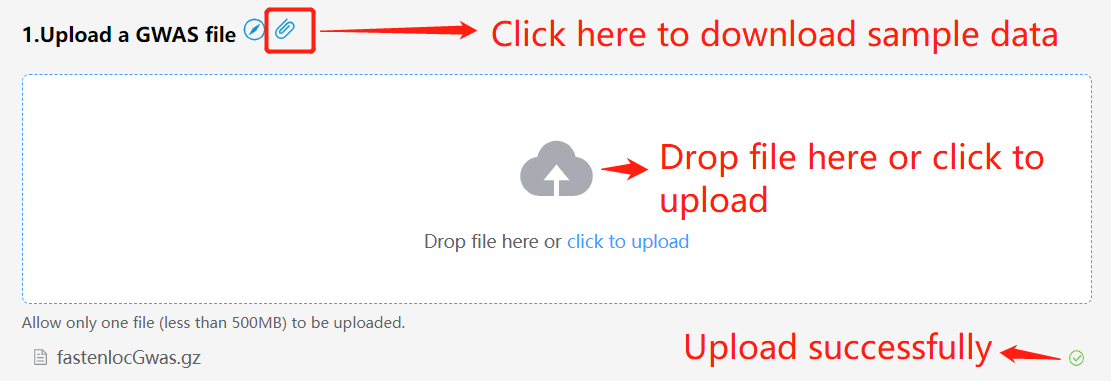 1.Upload a GWAS file
Click here to download sample data
Drop file here or click to
upload
Drop file here or click to upload
Allow only one file (less than 500MB) to be uploaded.
fastenlocGwas.gz
Upload successfully